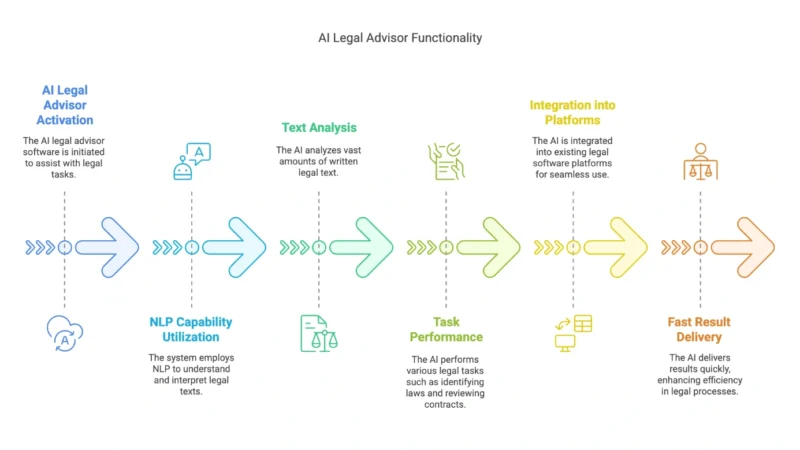 AI Legal Advisor Functionality
AI Legal
Advisor
Activation
The AI legal advisor
software is initiated
to assist with legal
tasks.
A
A
NLP Capability
Utilization
The system employs
NLP to understand
and interpret legal
texts.
Text Analysis
The AI analyzes vast
amounts of written
legal text.
Task
Performance
The AI performs
various legal tasks
such as identifying
laws and reviewing
contracts.
Integration into
Platforms
The AI is integrated
into existing legal
software platforms
for seamless use.
Fast Result
Delivery
The AI delivers
results quickly,
enhancing efficiency
in legal processes.